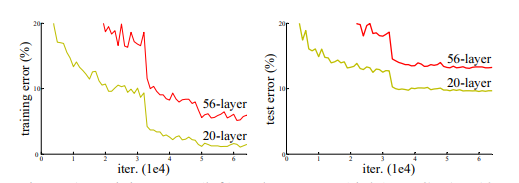 training error (%)
20
10
0
0 1 2 3 4 5 6
iter. (1e4)
56-layer
20-layer
test error (%)
20
10
0
0 1 2 3 4 5 6
iter. (1e4)
56-layer
20-layer